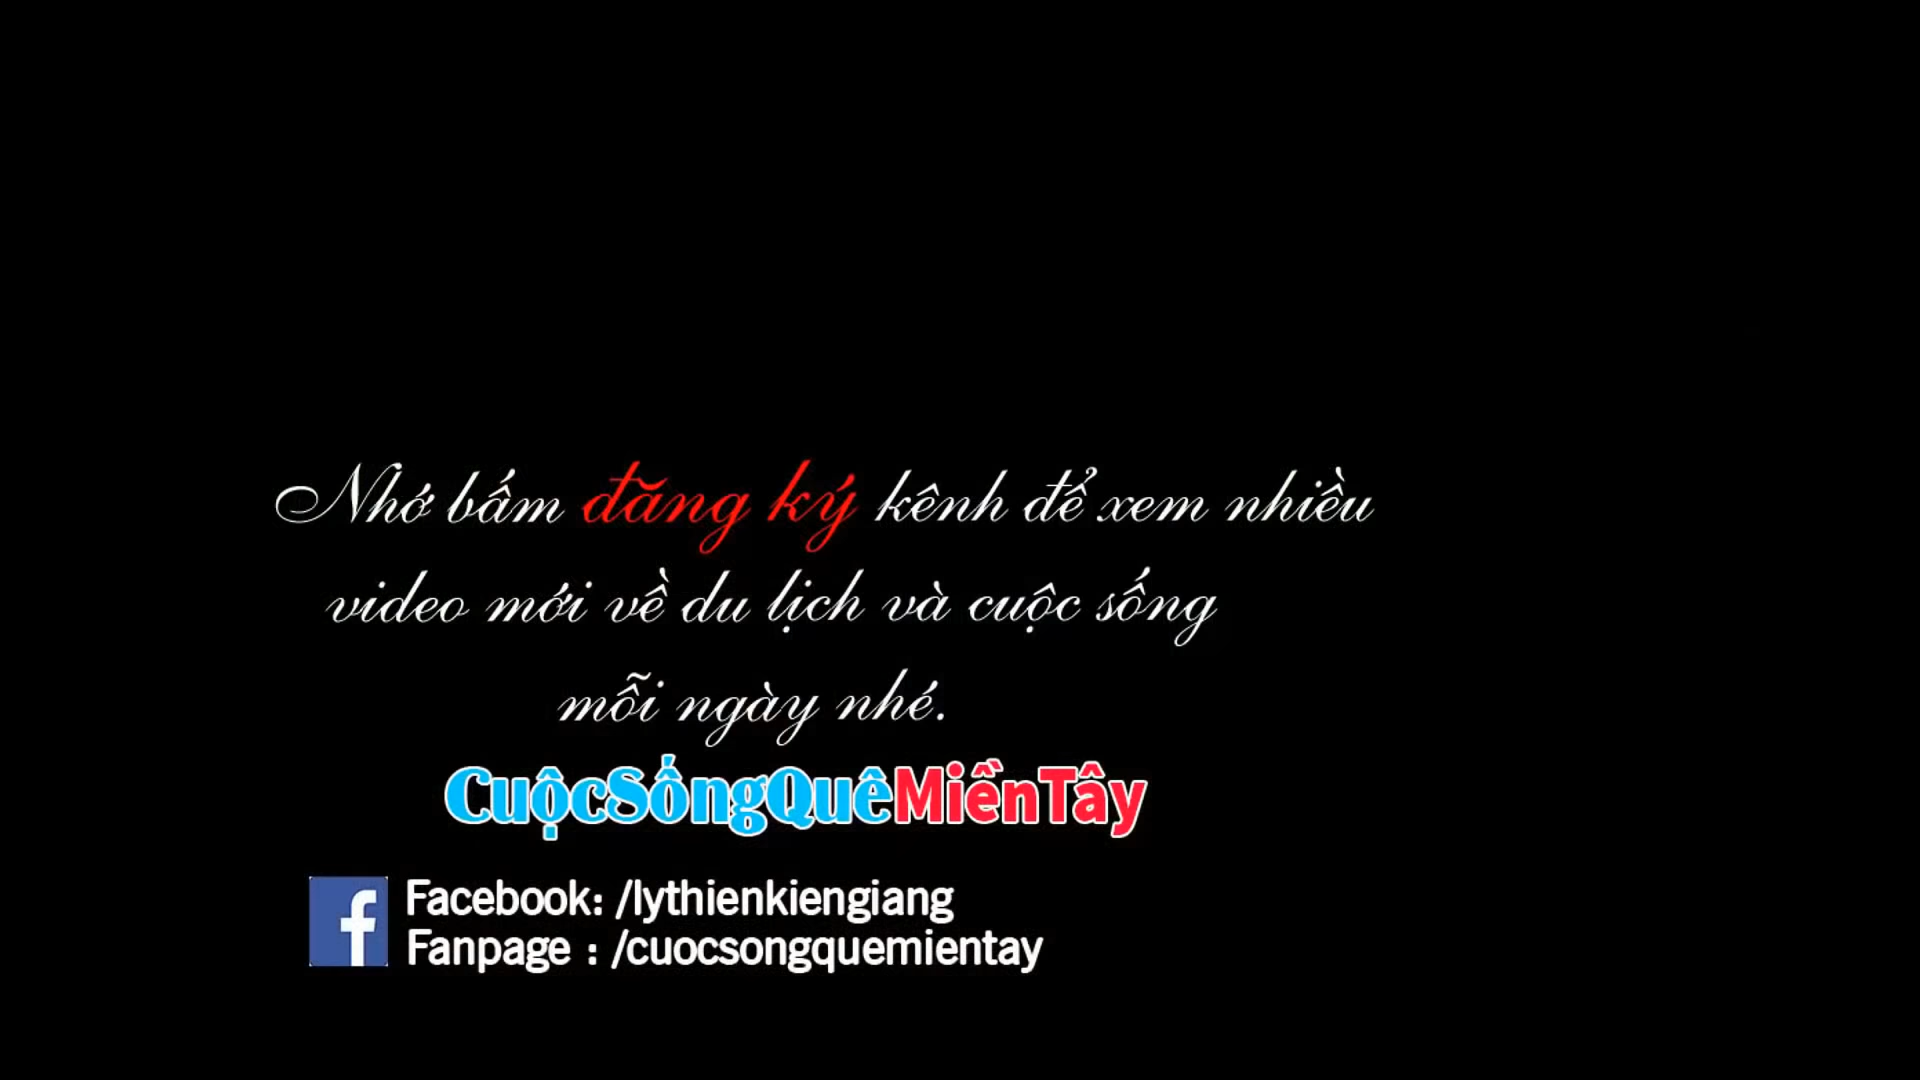 Nhớ bấm đăng ký kênh để xem nhiều
video mới về du lịch và cuộc sống
mỗi ngày nhé.
CuộcSốngQuêMiềnTây
Facebook: /lythienkiengiang
Fanpage : /cuocsongquemientay